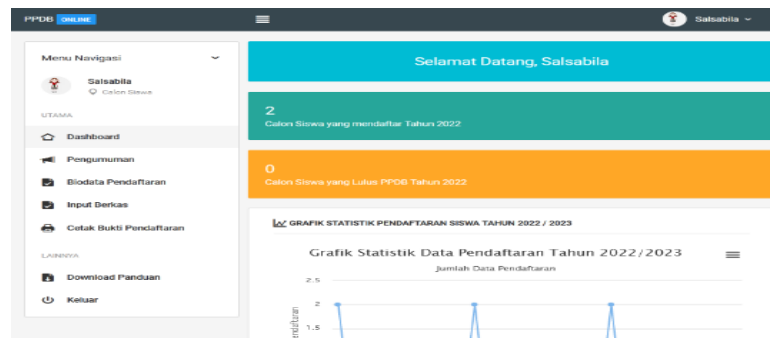 PPDB ONLINE
Salsabila
Menu Navigasi
Salsabila
Calon Siswa
UTAMA
Dashboard
Pengumuman
Biodata Pendaftaran
Input Berkas
Cetak Bukti Pendaftaran
LAINNYA
Download Panduan
Keluar
Selamat Datang, Salsabila
2
Calon Siswa yang mendaftar Tahun 2022
0
Calon Siswa yang Lulus PPDB Tahun 2022
GRAFIK STATISTIK PENDAFTARAN SISWA TAHUN 2022 / 2023
Grafik Statistik Data Pendaftaran Tahun 2022/2023
Jumlah Data Pendaftaran
2.5
2
1.5